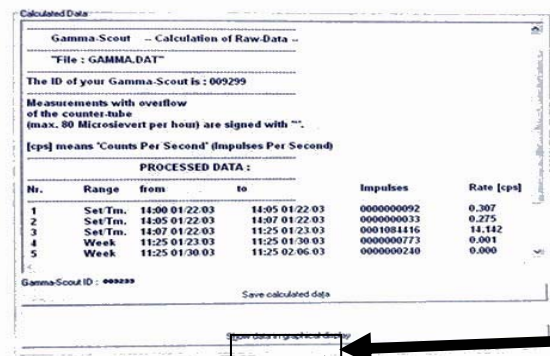 Calculated Data
Gamma-Scout -- Calculation of Raw-Data --
"File : GAMMA.DAT"
The ID of your Gamma-Scout is : 009299
Measurements with overflow
of the counter-tube
(max. 80 Microsievert per hour) are signed with "*".
[cps] means "Counts Per Second" (Impulses Per Second)
PROCESSED DATA :
Nr. Range from to Impulses Rate [cps]
1 Set/Tm. 14:00 01/22/03 14:05 01/22/03 0000000092 0.307
2 Set/Tm. 14:05 01/22/03 14:07 01/22/03 0000000033 0.275
3 Set/Tm. 14:07 01/22/03 11:25 01/23/03 0001084416 14.142
4 Week 11:25 01/23/03 11:25 01/30/03 0000000773 0.001
5 Week 11:25 01/30/03 11:25 02/06/03 0000000240 0.000
Gamma-Scout ID : 009299
Save calculated data
Show data in graphical display